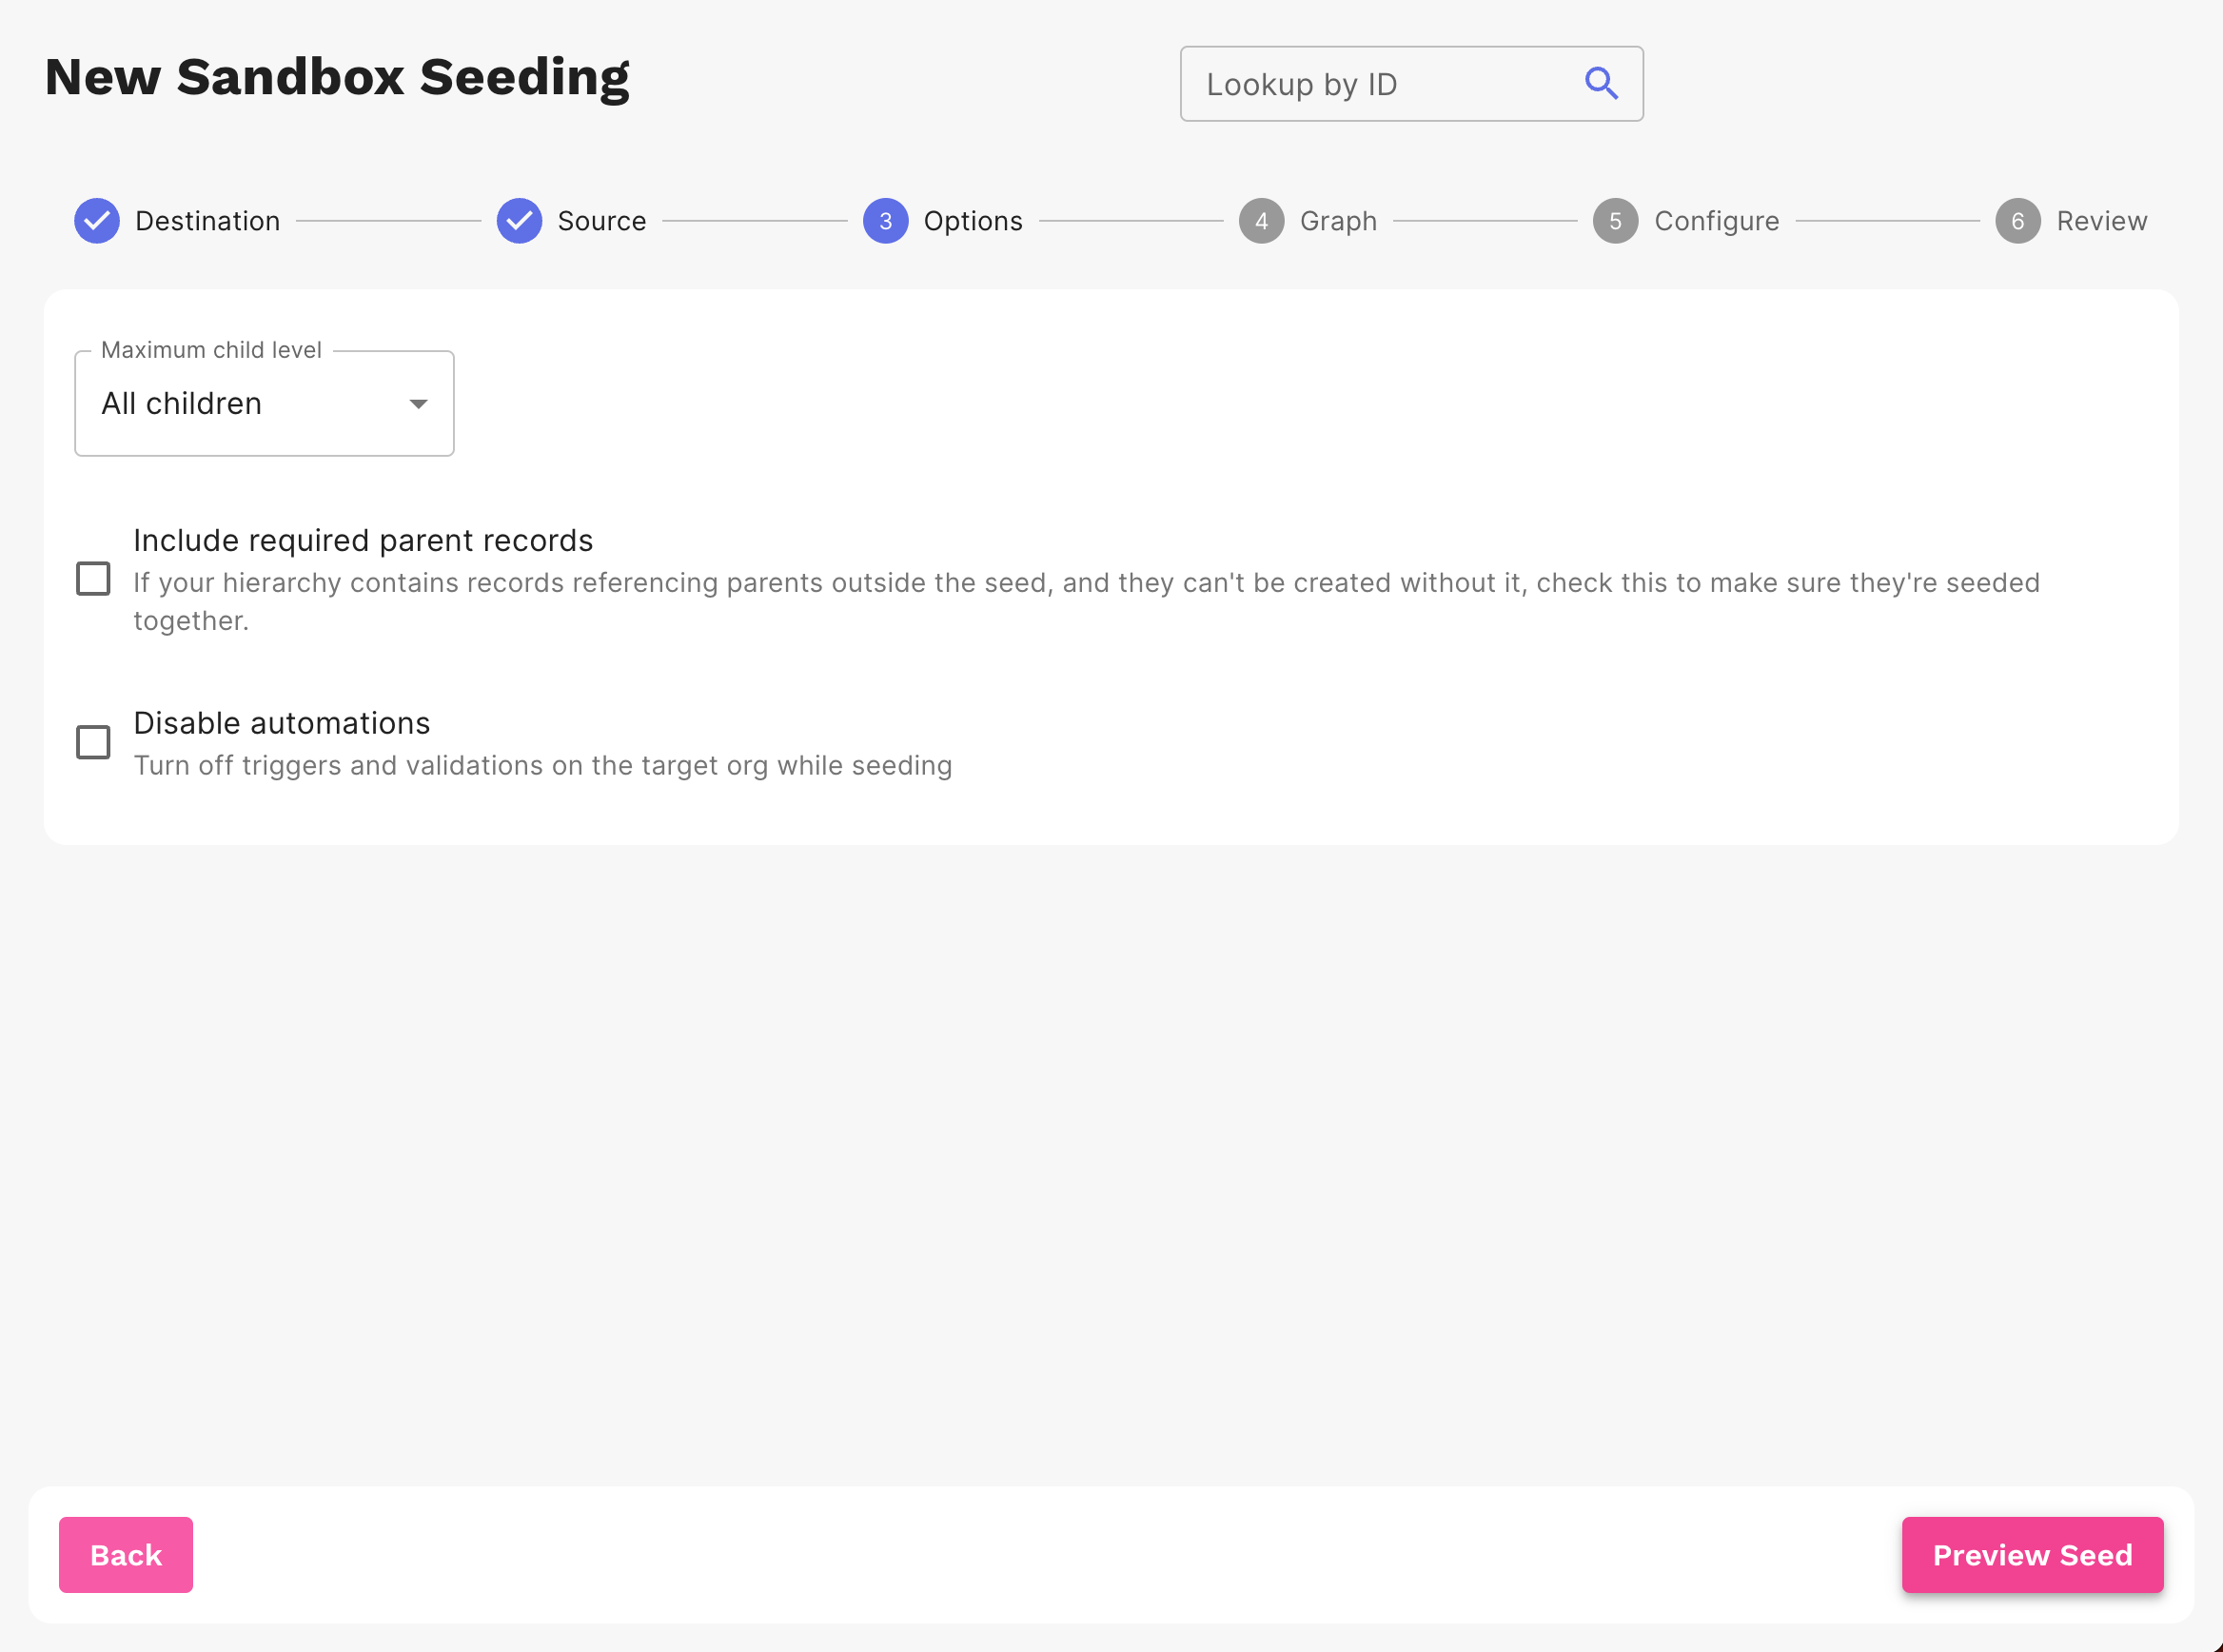 New Sandbox Seeding
Lookup by ID
Destination
Source
3 Options
4 Graph
5 Configure
6 Review
Maximum child level
All children
Include required parent records
If your hierarchy contains records referencing parents outside the seed, and they can't be created without it, check this to make sure they're seeded
together.
Disable automations
Turn off triggers and validations on the target org while seeding
Back
Preview Seed